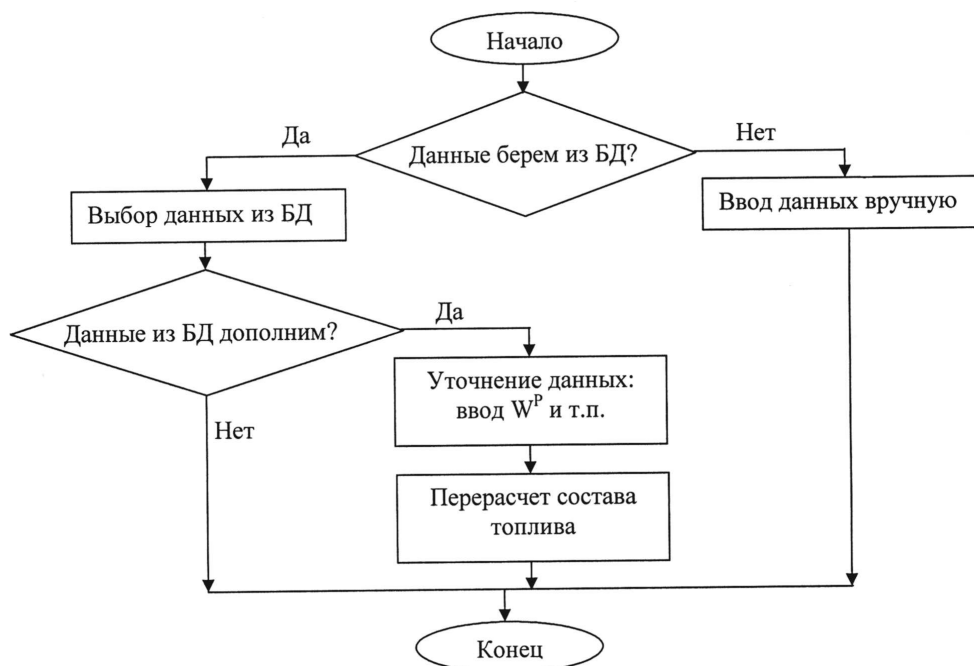 Начало
Да
Данные берем из БД?
Нет
Выбор данных из БД
Ввод данных вручную
Данные из БД дополним?
Да
Уточнение данных:
ввод Wᴾ и т.п.
Нет
Перерасчет состава
топлива
Конец